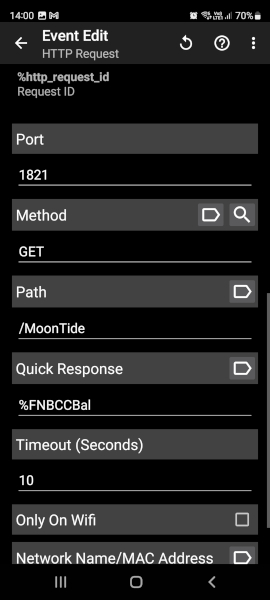 14:00
70%
Event Edit
HTTP Request
%http_request_id
Request ID
Port
1821
Method
GET
Path
/MoonTide
Quick Response
%FNBCCBal
Timeout (Seconds)
10
Only On Wifi
Network Name/MAC Address